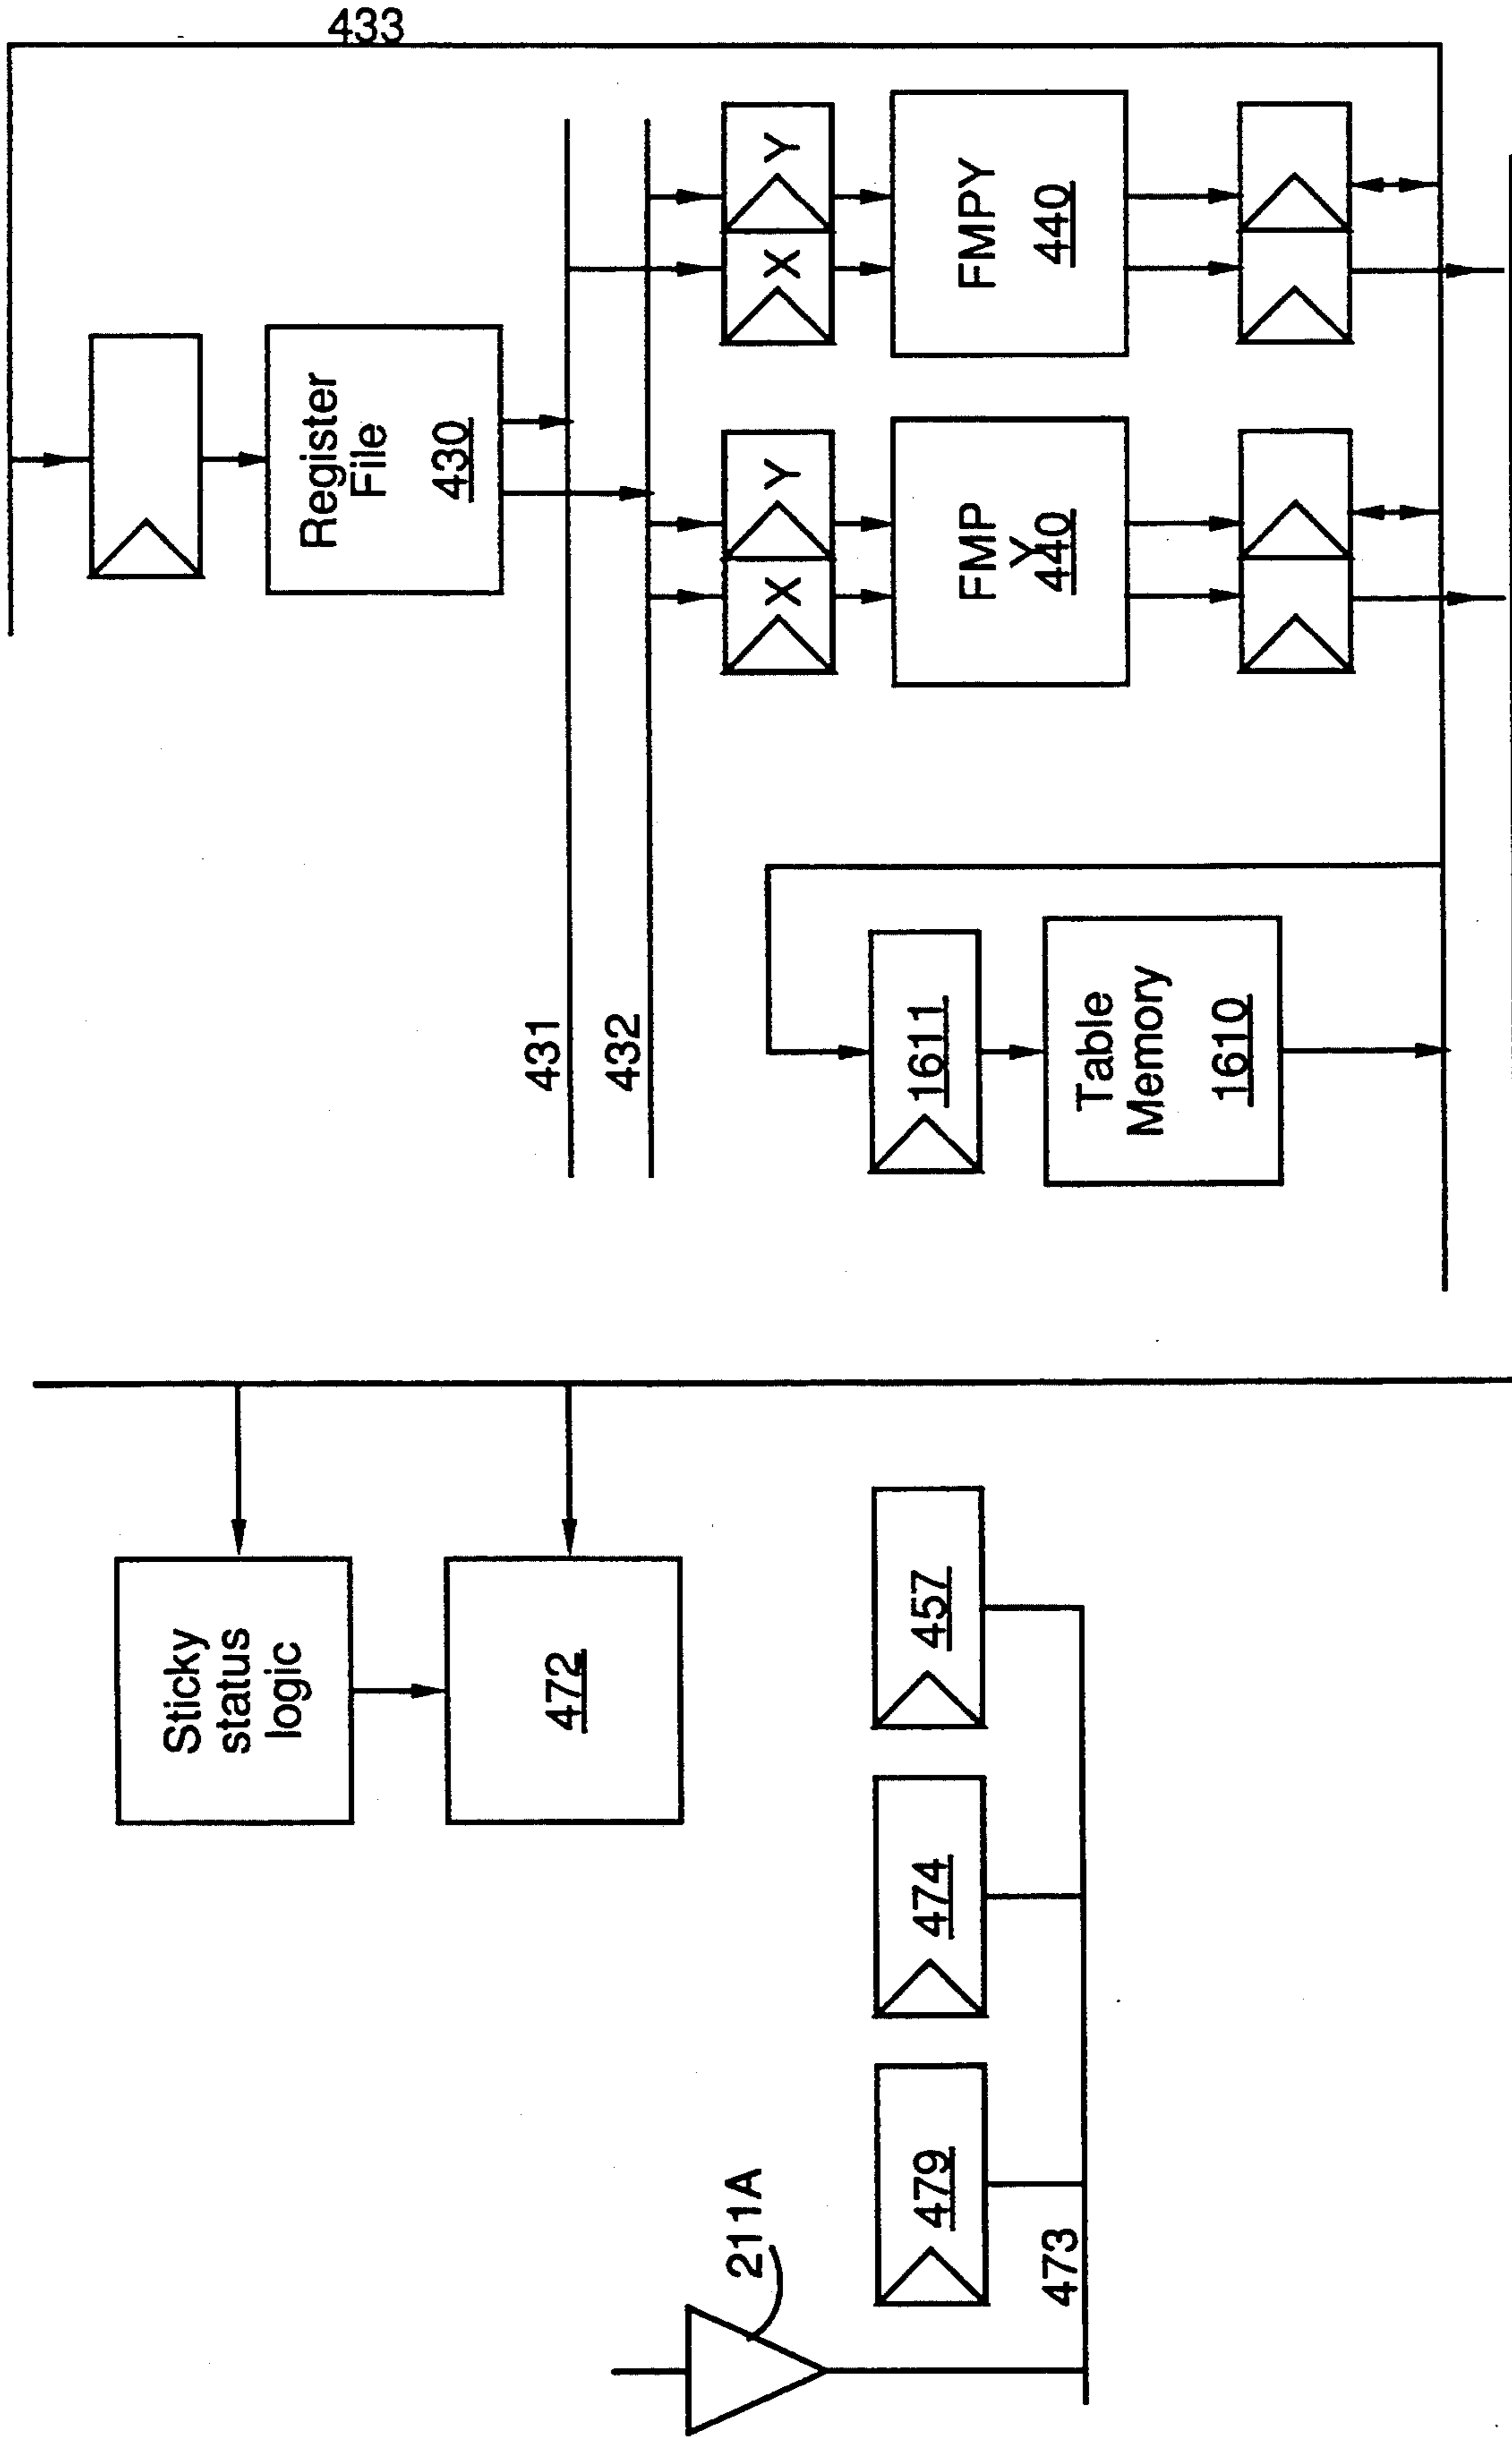 433
Register
File
430
Sticky
status
logic
472
431
432
X
Y
X
Y
FMP
Y
440
FMPY
440
1611
Table
Memory
1610
211A
479
474
457
473